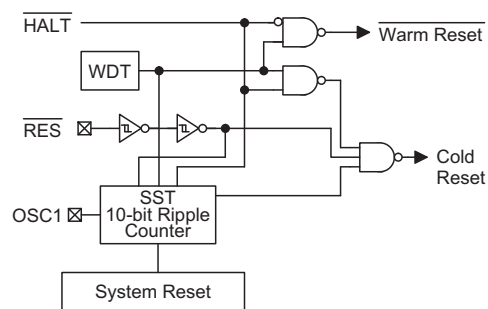 HALT
Warm Reset
WDT
RES
Cold
Reset
SST
10-bit Ripple
Counter
OSC1
System Reset